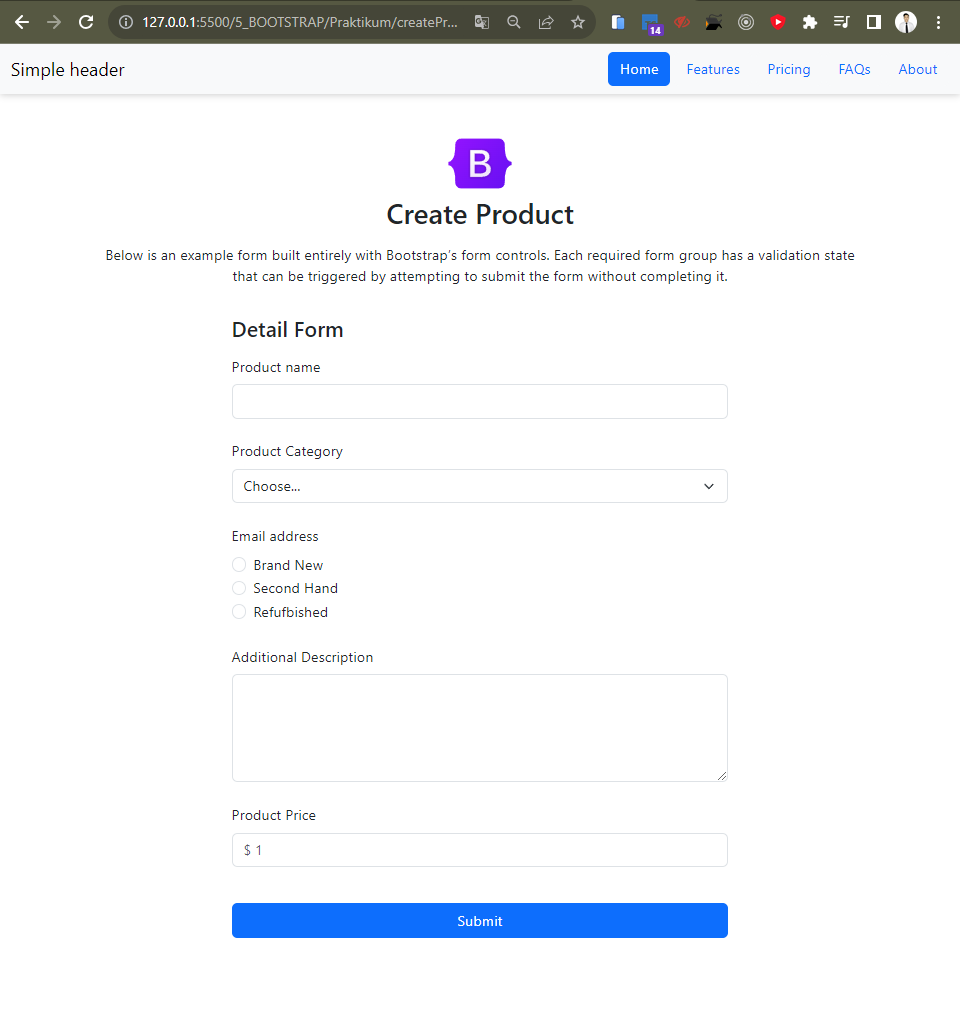 127.0.0.1:5500/5_BOOTSTRAP/Praktikum/createPr...
14
Simple header
Home
Features
Pricing
FAQs
About
B
Create Product
Below is an example form built entirely with Bootstrap's form controls. Each required form group has a validation state
that can be triggered by attempting to submit the form without completing it.
Detail Form
Product name
Product Category
Choose...
Email address
Brand New
Second Hand
Refufbished
Additional Description
Product Price
$ 1
Submit